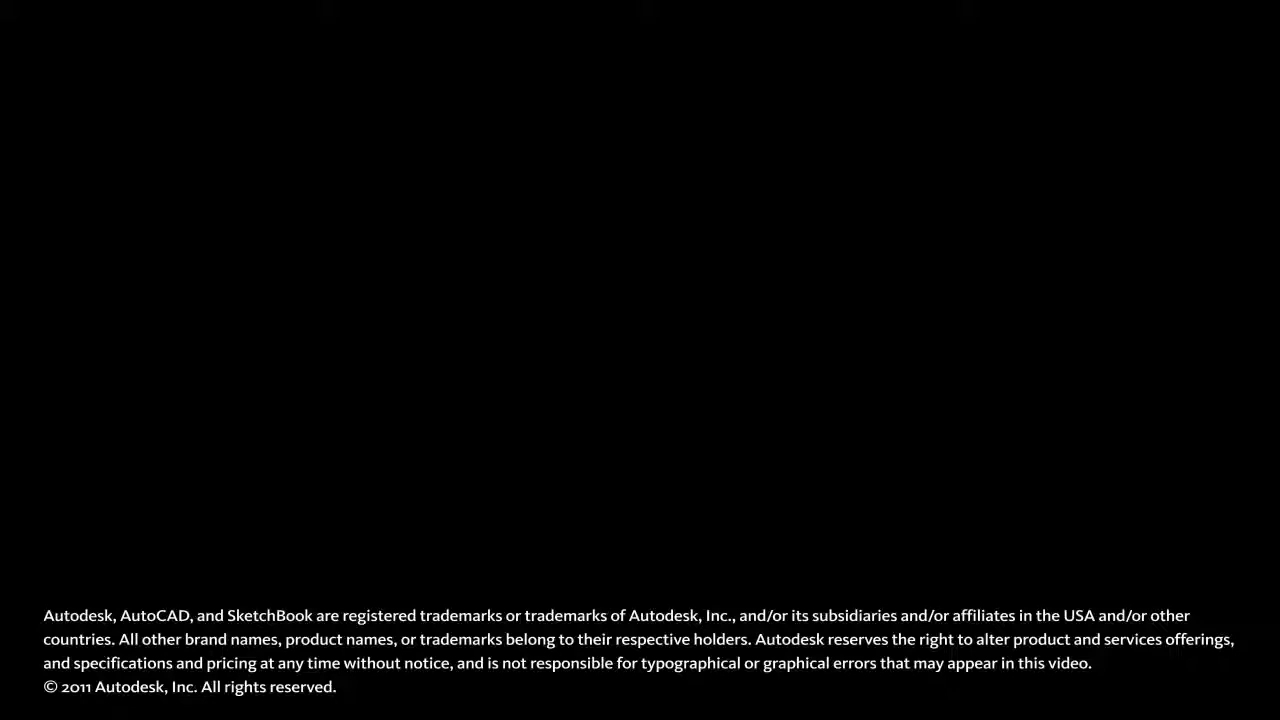 Autodesk, AutoCAD, and SketchBook are registered trademarks or trademarks of Autodesk, Inc., and/or its subsidiaries and/or affiliates in the USA and/or other
countries. All other brand names, product names, or trademarks belong to their respective holders. Autodesk reserves the right to alter product and services offerings,
and specifications and pricing at any time without notice, and is not responsible for typographical or graphical errors that may appear in this video.
© 2011 Autodesk, Inc. All rights reserved.